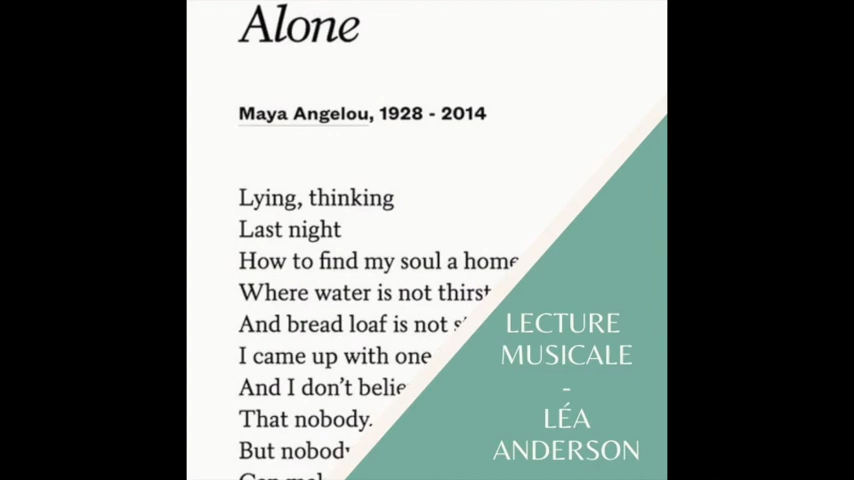 Alone
Maya Angelou, 1928 - 2014
Lying, thinking
Last night
How to find my soul a home
Where water is not
And bread loaf is not
I came up with one
And I don’t
That nobody.
But
LECTURE
MUSICALE
-
LÉA
ANDERSON